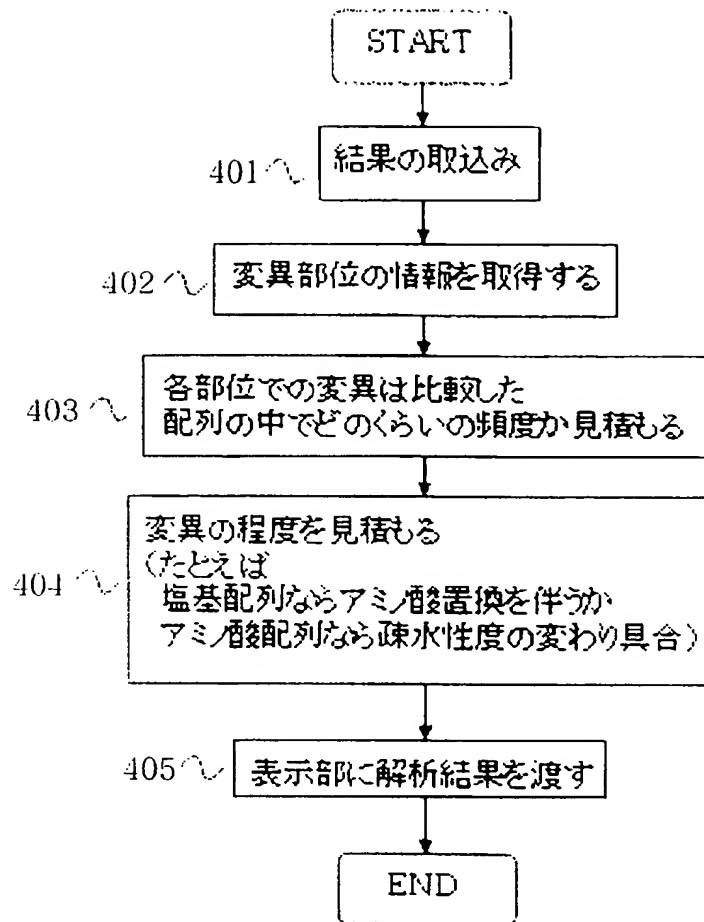 START
401 結果の取込み
402 変異部位の情報を取得する
403 各部位での変異は比較した
配列の中でどのくらいの頻度か見積もる
404 変異の程度を見積もる
(たとえば
塩基配列ならアミノ酸置換を伴うか
アミノ酸配列なら疎水性度の変わり具合)
405 表示部に解析結果を渡す
END